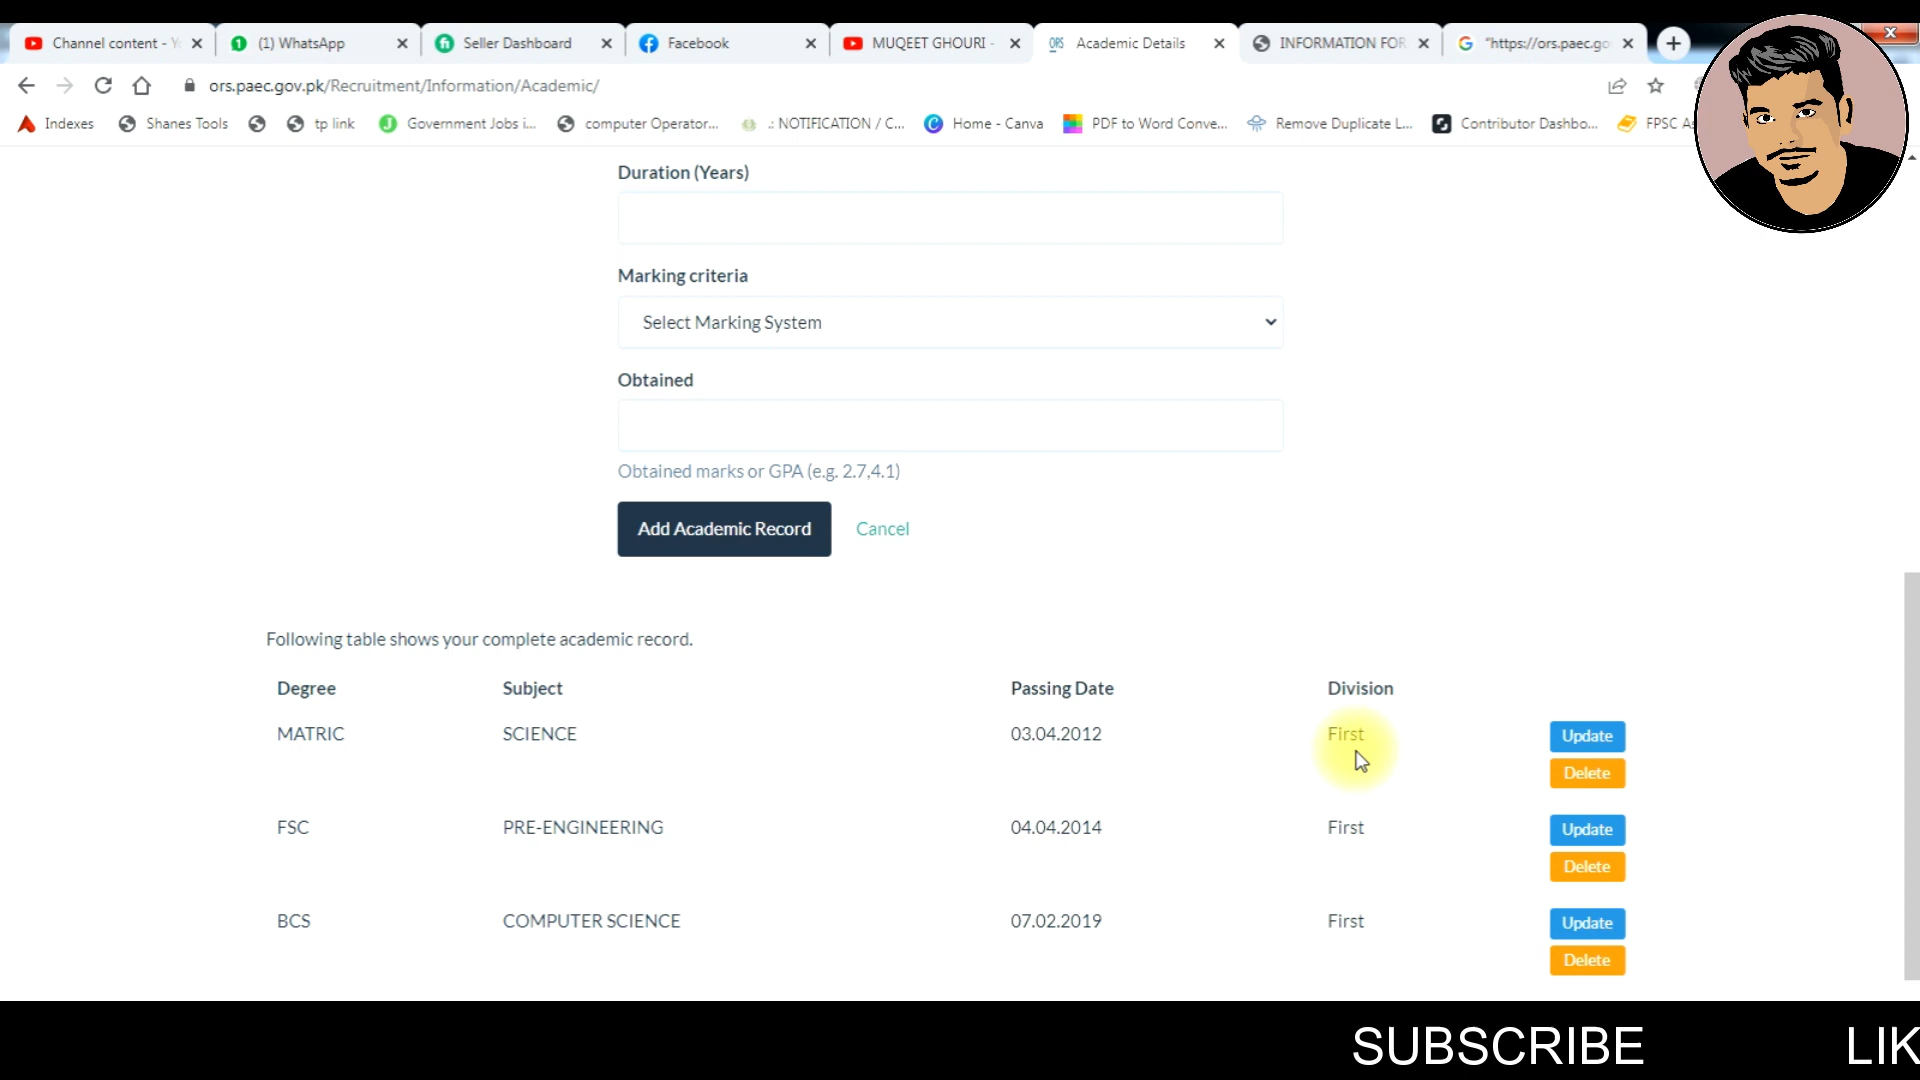 Channel content - Y
(1) WhatsApp
Seller Dashboard
Facebook
MUQEET GHOURI -
ORS Academic Details
INFORMATION FOR
"https://ors.paec.go
ors.paec.gov.pk/Recruitment/Information/Academic/
Indexes
Shanes Tools
tp link
Government Jobs i...
computer Operator...
.: NOTIFICATION / C...
Home - Canva
PDF to Word Conve...
Remove Duplicate L...
Contributor Dashbo...
FPSC As
Duration (Years)
Marking criteria
Select Marking System
Obtained
Obtained marks or GPA (e.g. 2.7,4.1)
Add Academic Record Cancel
Following table shows your complete academic record.
Degree Subject Passing Date Division
MATRIC SCIENCE 03.04.2012 First Update
Delete
FSC PRE-ENGINEERING 04.04.2014 First Update
Delete
BCS COMPUTER SCIENCE 07.02.2019 First Update
Delete
SUBSCRIBE LIK